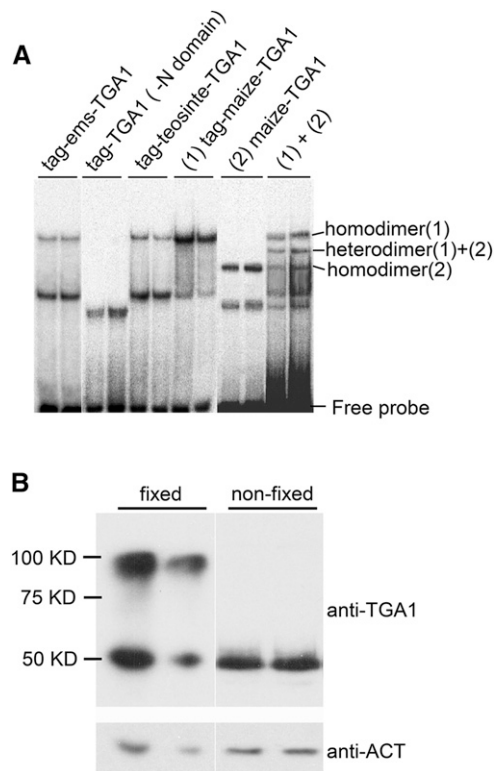 A
tag-ems-TGA1
tag-TGA1 ( -N domain)
tag-teosinte-TGA1
(1) tag-maize-TGA1
(2) maize-TGA1
(1) + (2)
homodimer(1)
heterodimer(1)+(2)
homodimer(2)
Free probe
B
fixed
non-fixed
100 KD
75 KD
50 KD
anti-TGA1
anti-ACT